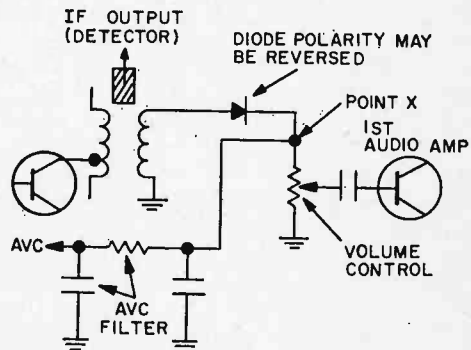 IF OUTPUT
(DETECTOR)
DIODE POLARITY MAY
BE REVERSED
POINT X
1ST
AUDIO AMP
VOLUME
CONTROL
AVC
AVC
FILTER